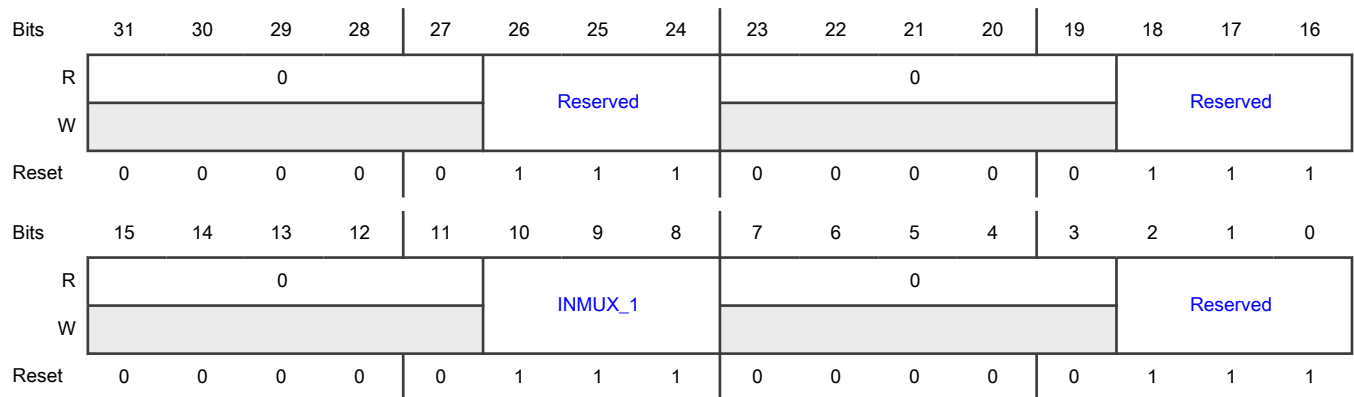 Bits 31 30 29 28 27 26 25 24 23 22 21 20 19 18 17 16
R 0 Reserved 0 Reserved
W
Reset 0 0 0 0 0 1 1 1 0 0 0 0 0 1 1 1
Bits 15 14 13 12 11 10 9 8 7 6 5 4 3 2 1 0
R 0 INMUX_1 0 Reserved
W
Reset 0 0 0 0 0 1 1 1 0 0 0 0 0 1 1 1